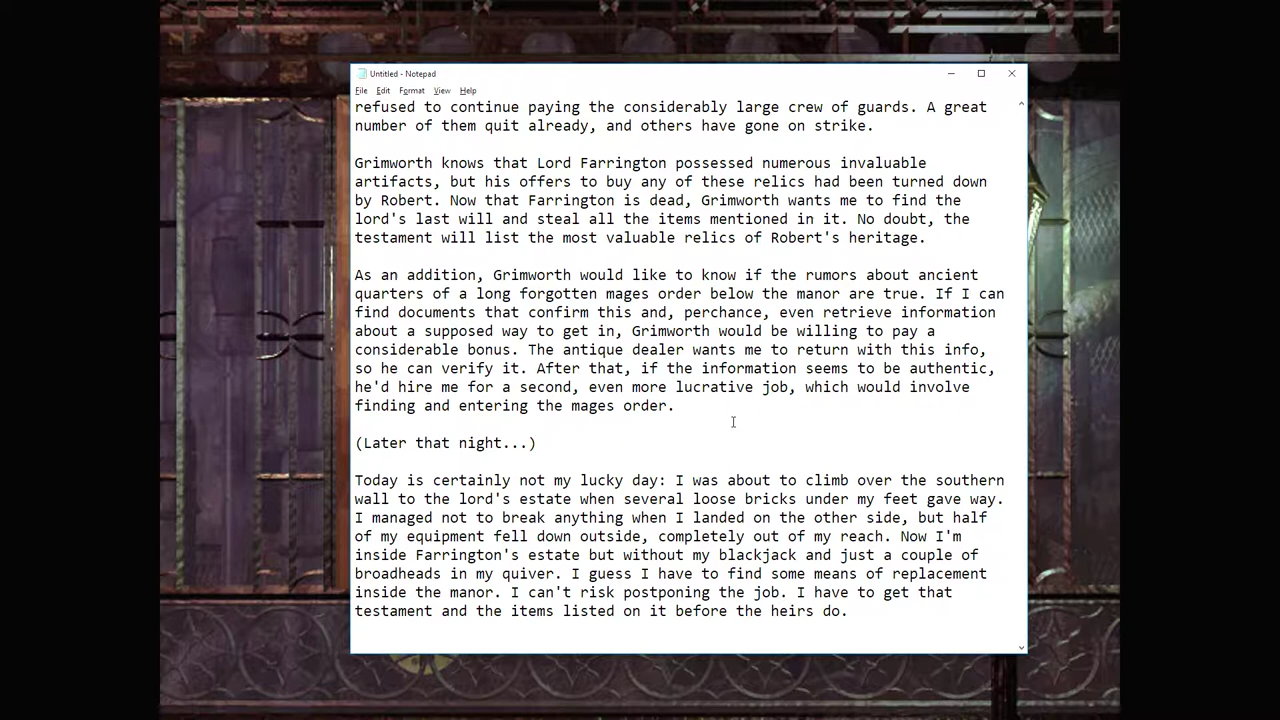 Untitled - Notepad
File Edit Format View Help
refused to continue paying the considerably large crew of guards. A great
number of them quit already, and others have gone on strike.
Grimworth knows that Lord Farrington possessed numerous invaluable
artifacts, but his offers to buy any of these relics had been turned down
by Robert. Now that Farrington is dead, Grimworth wants me to find the
lord's last will and steal all the items mentioned in it. No doubt, the
testament will list the most valuable relics of Robert's heritage.
As an addition, Grimworth would like to know if the rumors about ancient
quarters of a long forgotten mages order below the manor are true. If I can
find documents that confirm this and, perchance, even retrieve information
about a supposed way to get in, Grimworth would be willing to pay a
considerable bonus. The antique dealer wants me to return with this info,
so he can verify it. After that, if the information seems to be authentic,
he'd hire me for a second, even more lucrative job, which would involve
finding and entering the mages order.
(Later that night...)
Today is certainly not my lucky day: I was about to climb over the southern
wall to the lord's estate when several loose bricks under my feet gave way.
I managed not to break anything when I landed on the other side, but half
of my equipment fell down outside, completely out of my reach. Now I'm
inside Farrington's estate but without my blackjack and just a couple of
broadheads in my quiver. I guess I have to find some means of replacement
inside the manor. I can't risk postponing the job. I have to get that
testament and the items listed on it before the heirs do.